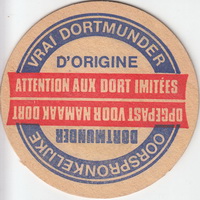 VRAI DORTMUNDER
D'ORIGINE
ATTENTION AUX DORT IMITÉES
OPGEPAST VOOR NAMAAK DORT
DORTMUNDER
OORSPRONKELIJKE